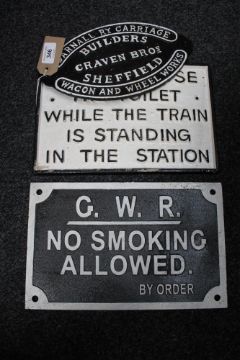 DARNALL RY CARRIAGE
BUILDERS
CRAVEN BROS
SHEFFIELD
WAGON AND WHEEL WORKS
TOILET
WHILE THE TRAIN
IS STANDING
IN THE STATION
G. W. R.
NO SMOKING
ALLOWED.
BY ORDER